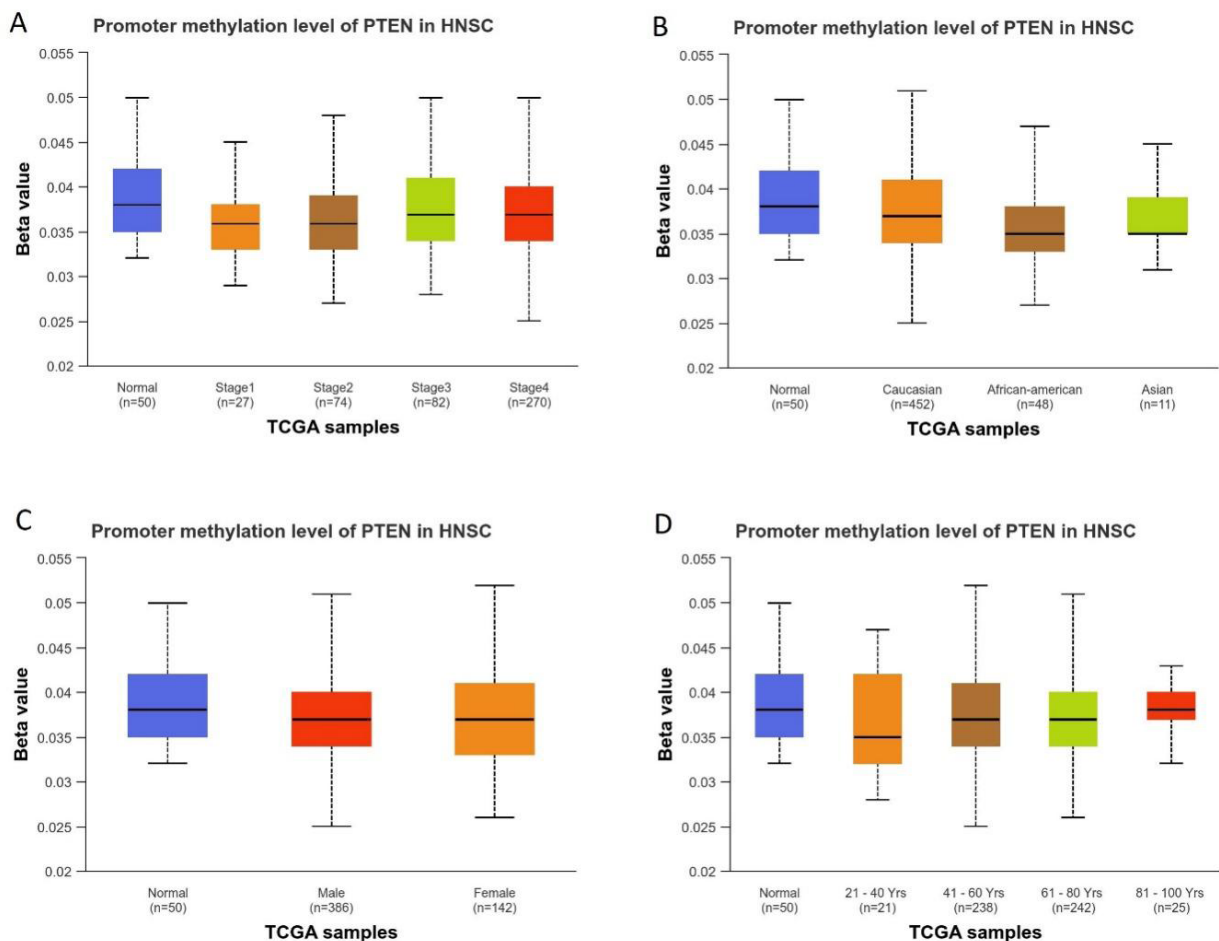 A
Promoter methylation level of PTEN in HNSC
0.055
0.05
0.045
0.04
0.035
0.03
0.025
0.02
Beta value
Normal Stage1 Stage2 Stage3 Stage4
(n=50) (n=27) (n=74) (n=82) (n=270)
TCGA samples
B
Promoter methylation level of PTEN in HNSC
0.055
0.05
0.045
0.04
0.035
0.03
0.025
0.02
Beta value
Normal Caucasian African-american Asian
(n=50) (n=452) (n=48) (n=11)
TCGA samples
C
Promoter methylation level of PTEN in HNSC
0.055
0.05
0.045
0.04
0.035
0.03
0.025
0.02
Beta value
Normal Male Female
(n=50) (n=386) (n=142)
TCGA samples
D
Promoter methylation level of PTEN in HNSC
0.055
0.05
0.045
0.04
0.035
0.03
0.025
0.02
Beta value
Normal 21 - 40 Yrs 41 - 60 Yrs 61 - 80 Yrs 81 - 100 Yrs
(n=50) (n=21) (n=238) (n=242) (n=25)
TCGA samples